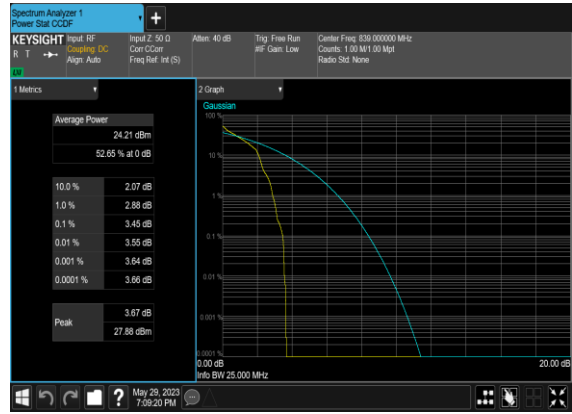 Spectrum Analyzer 1
Power Stat CCDF
KEYSIGHT
R T
LXI
Input: RF
Coupling: DC
Align: Auto
Input Z: 50 Ω
Corr CCorr
Freq Ref: Int (S)
Atten: 40 dB
Trig: Free Run
#IF Gain: Low
Center Freq: 839.000000 MHz
Counts: 1.00 M/1.00 Mpt
Radio Std: None
1 Metrics
Average Power
24.21 dBm
52.65 % at 0 dB
10.0 % 2.07 dB
1.0 % 2.88 dB
0.1 % 3.45 dB
0.01 % 3.55 dB
0.001 % 3.64 dB
0.0001 % 3.66 dB
Peak
3.67 dB
27.88 dBm
2 Graph
Gaussian
100 %
10 %
1 %
0.1 %
0.01 %
0.001 %
0.0001 %
0.00 dB 20.00 dB
Info BW 25.000 MHz
?
May 29, 2023
7:09:20 PM